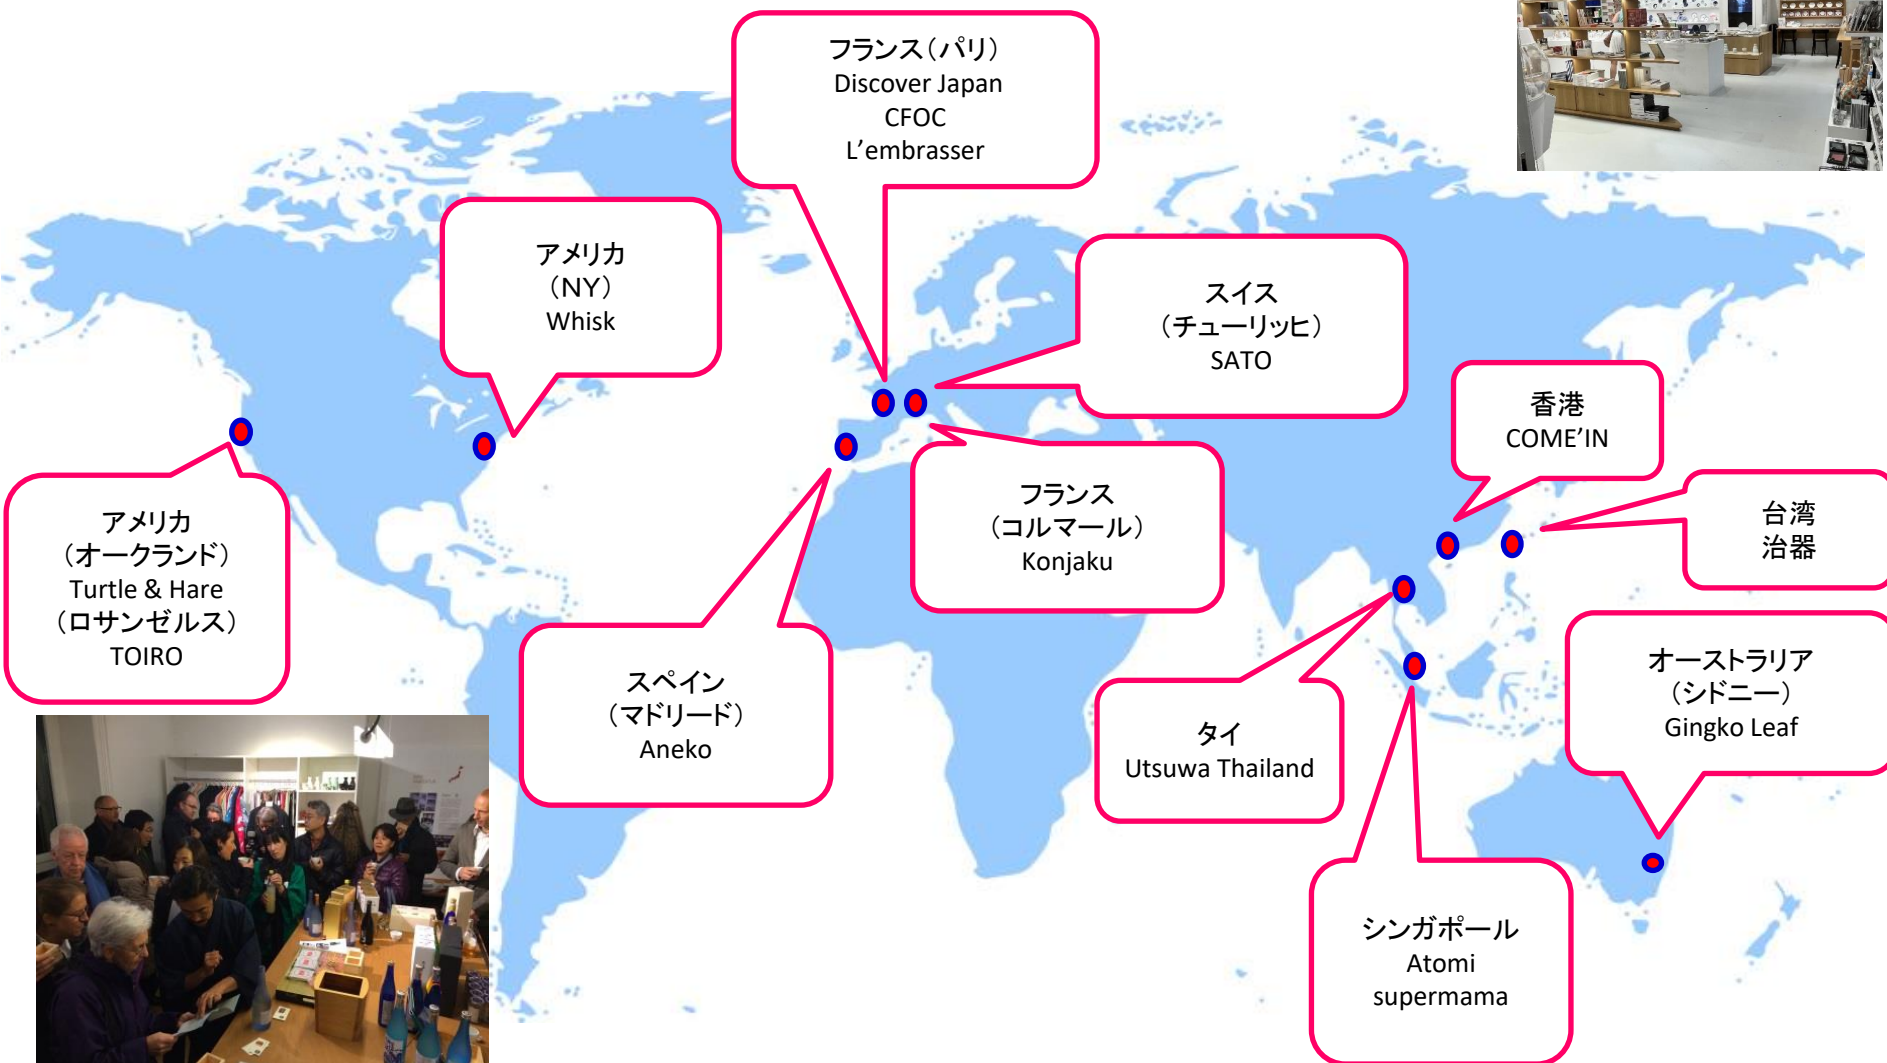 フランス（パリ）
Discover Japan
CFOC
L’embrasser
アメリカ
（NY）
Whisk
スイス
（チューリッヒ）
SATO
香港
COME’IN
アメリカ
（オークランド）
Turtle & Hare
（ロサンゼルス）
TOIRO
フランス
（コルマール）
Konjaku
台湾
治器
スペイン
（マドリード）
Aneko
タイ
Utsuwa Thailand
オーストラリア
（シドニー）
Gingko Leaf
シンガポール
Atomi
supermama